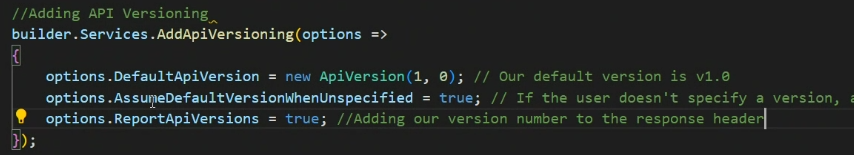 //Adding API Versioning
builder.Services.AddApiVersioning(options =>
{
options.DefaultApiVersion = new ApiVersion(1, 0); // Our default version is v1.0
options.AssumeDefaultVersionWhenUnspecified = true; // If the user doesn't specify a version,
options.ReportApiVersions = true; //Adding our version number to the response header
});